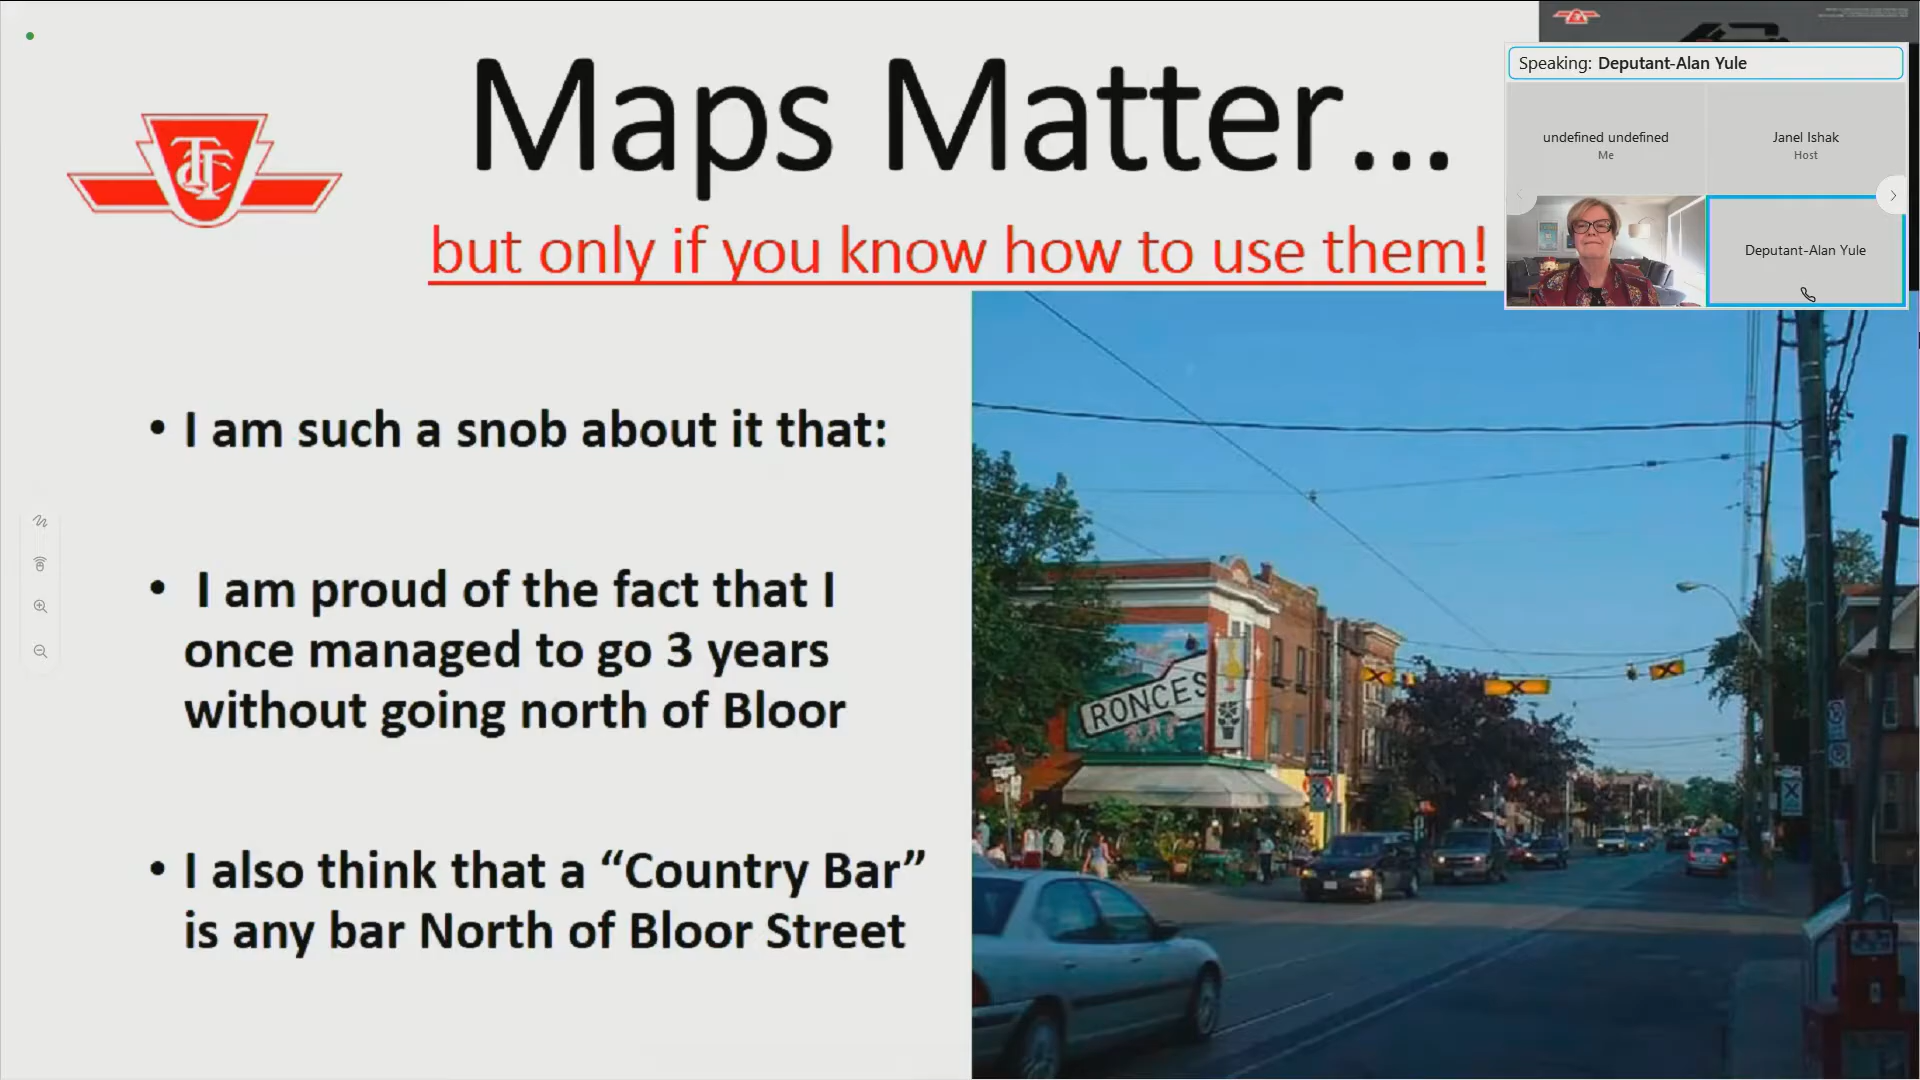 Maps Matter...
but only if you know how to use them!
Speaking: Deputant-Alan Yule
undefined undefined
Me
Janel Ishak
Host
Deputant-Alan Yule
TTC
• I am such a snob about it that:
• I am proud of the fact that I
once managed to go 3 years
without going north of Bloor
• I also think that a “Country Bar”
is any bar North of Bloor Street
RONCES